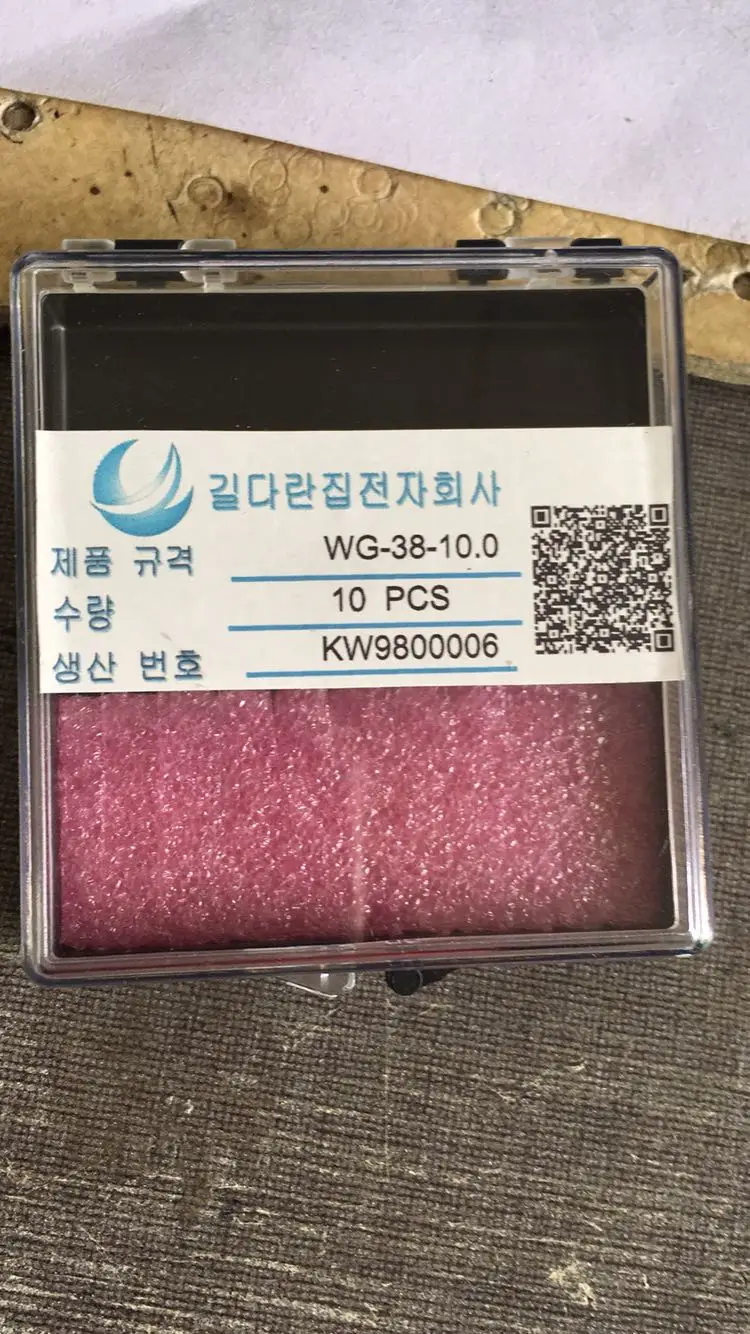 길다란집전자회사
제품 규격 WG-38-10.0
수량 10 PCS
생산 번호 KW9800006